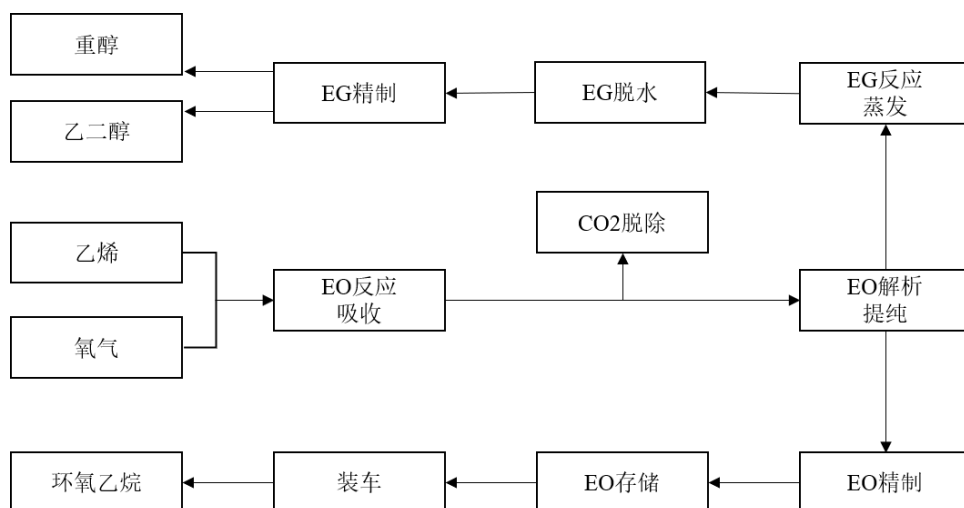 重醇
EG精制
EG脱水
EG反应
蒸发
乙二醇
乙烯
CO2脱除
EO反应
吸收
EO解析
提纯
氧气
环氧乙烷
装车
EO存储
EO精制